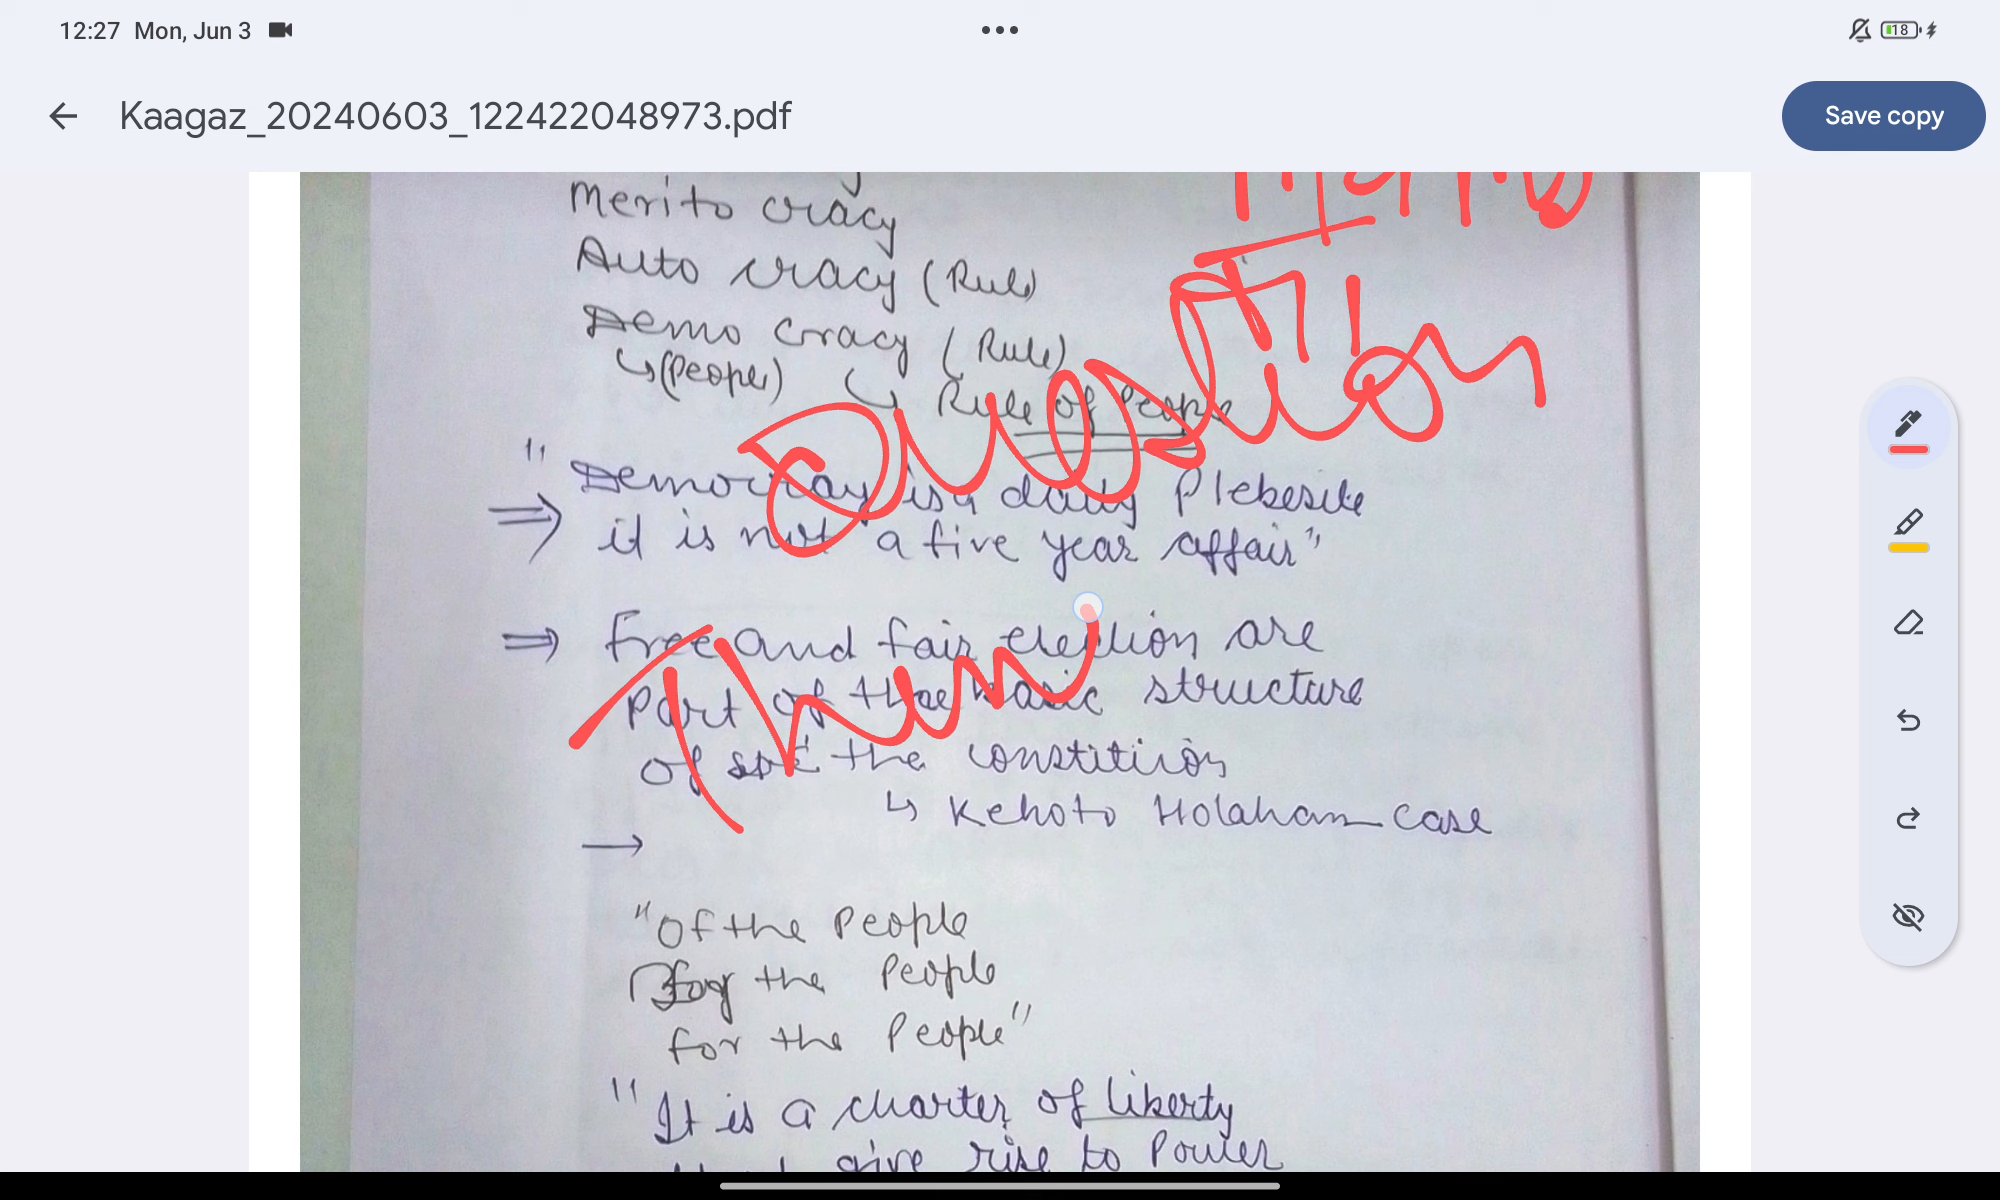 12:27 Mon, Jun 3
18
Kaagaz_20240603_122422048973.pdf
Save copy
Merito cracy
Auto cracy (Rule)
Demo cracy (Rule)
↳(People) ↳ Rule of People
Question
"Democracy is a daily Plebesite
⇒ it is not a five year affair"
⇒ Free and fair election are
Part of the basic structure
of the constitition
↳ Kehoto Holahan case
→
"Of the People
the People
for the People"
"It is a charter of liberty
give rise to Power